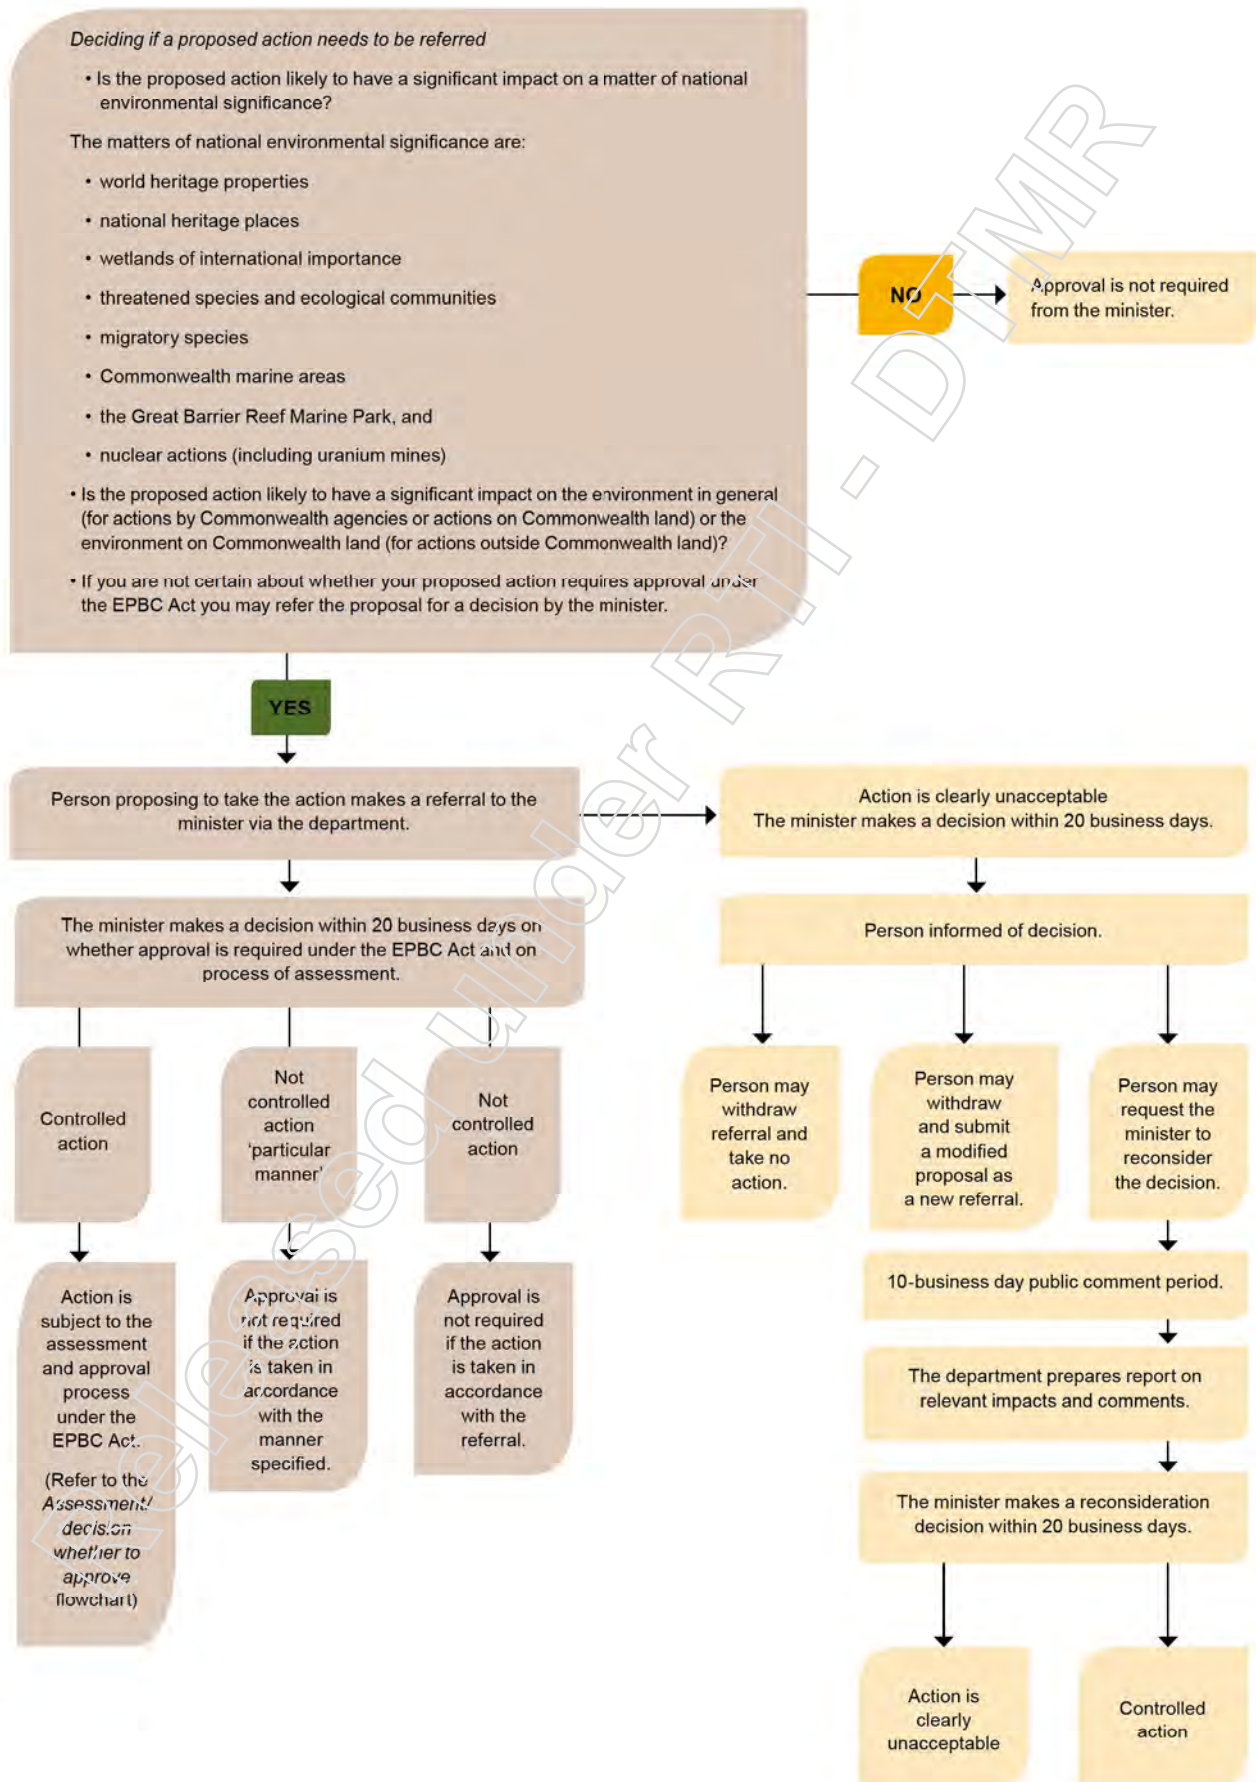 Deciding if a proposed action needs to be referred
• Is the proposed action likely to have a significant impact on a matter of national
environmental significance?
The matters of national environmental significance are:
• world heritage properties
• national heritage places
• wetlands of international importance
• threatened species and ecological communities
• migratory species
• Commonwealth marine areas
• the Great Barrier Reef Marine Park, and
• nuclear actions (including uranium mines)
• Is the proposed action likely to have a significant impact on the environment in general
(for actions by Commonwealth agencies or actions on Commonwealth land) or the
environment on Commonwealth land (for actions outside Commonwealth land)?
• If you are not certain about whether your proposed action requires approval under
the EPBC Act you may refer the proposal for a decision by the minister.
NO
Approval is not required
from the minister.
YES
Person proposing to take the action makes a referral to the
minister via the department.
Action is clearly unacceptable
The minister makes a decision within 20 business days.
The minister makes a decision within 20 business days on
whether approval is required under the EPBC Act and on
process of assessment.
Person informed of decision.
Controlled
action
Not
controlled
action
‘particular
manner’
Not
controlled
action
Person may
withdraw
referral and
take no
action.
Person may
withdraw
and submit
a modified
proposal as
a new referral.
Person may
request the
minister to
reconsider
the decision.
Action is
subject to the
assessment
and approval
process
under the
EPBC Act.
(Refer to the
Assessment/
decision
whether to
approve
flowchart)
Approval is
not required
if the action
is taken in
accordance
with the
manner
specified.
Approval is
not required
if the action
is taken in
accordance
with the
referral.
10-business day public comment period.
The department prepares report on
relevant impacts and comments.
The minister makes a reconsideration
decision within 20 business days.
Action is
clearly
unacceptable
Controlled
action
Released under RTI - DTMR